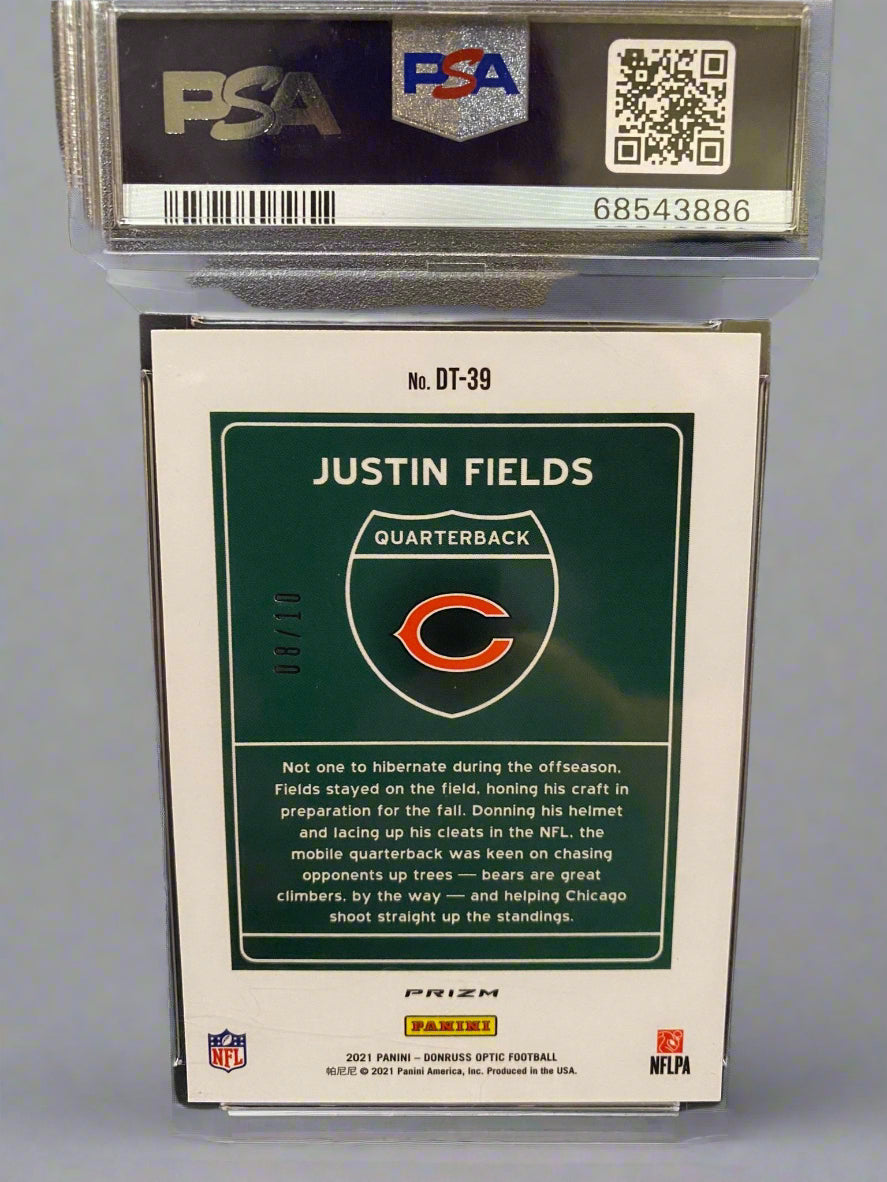 PSA PSA
68543886
No. DT-39
JUSTIN FIELDS
QUARTERBACK
08/10
Not one to hibernate during the offseason,
Fields stayed on the field, honing his craft in
preparation for the fall. Donning his helmet
and lacing up his cleats in the NFL, the
mobile quarterback was keen on chasing
opponents up trees — bears are great
climbers, by the way — and helping Chicago
shoot straight up the standings.
PRIZM
PANINI
NFL
2021 PANINI – DONRUSS OPTIC FOOTBALL
帕尼尼 © 2021 Panini America, Inc. Produced in the USA.
NFLPA